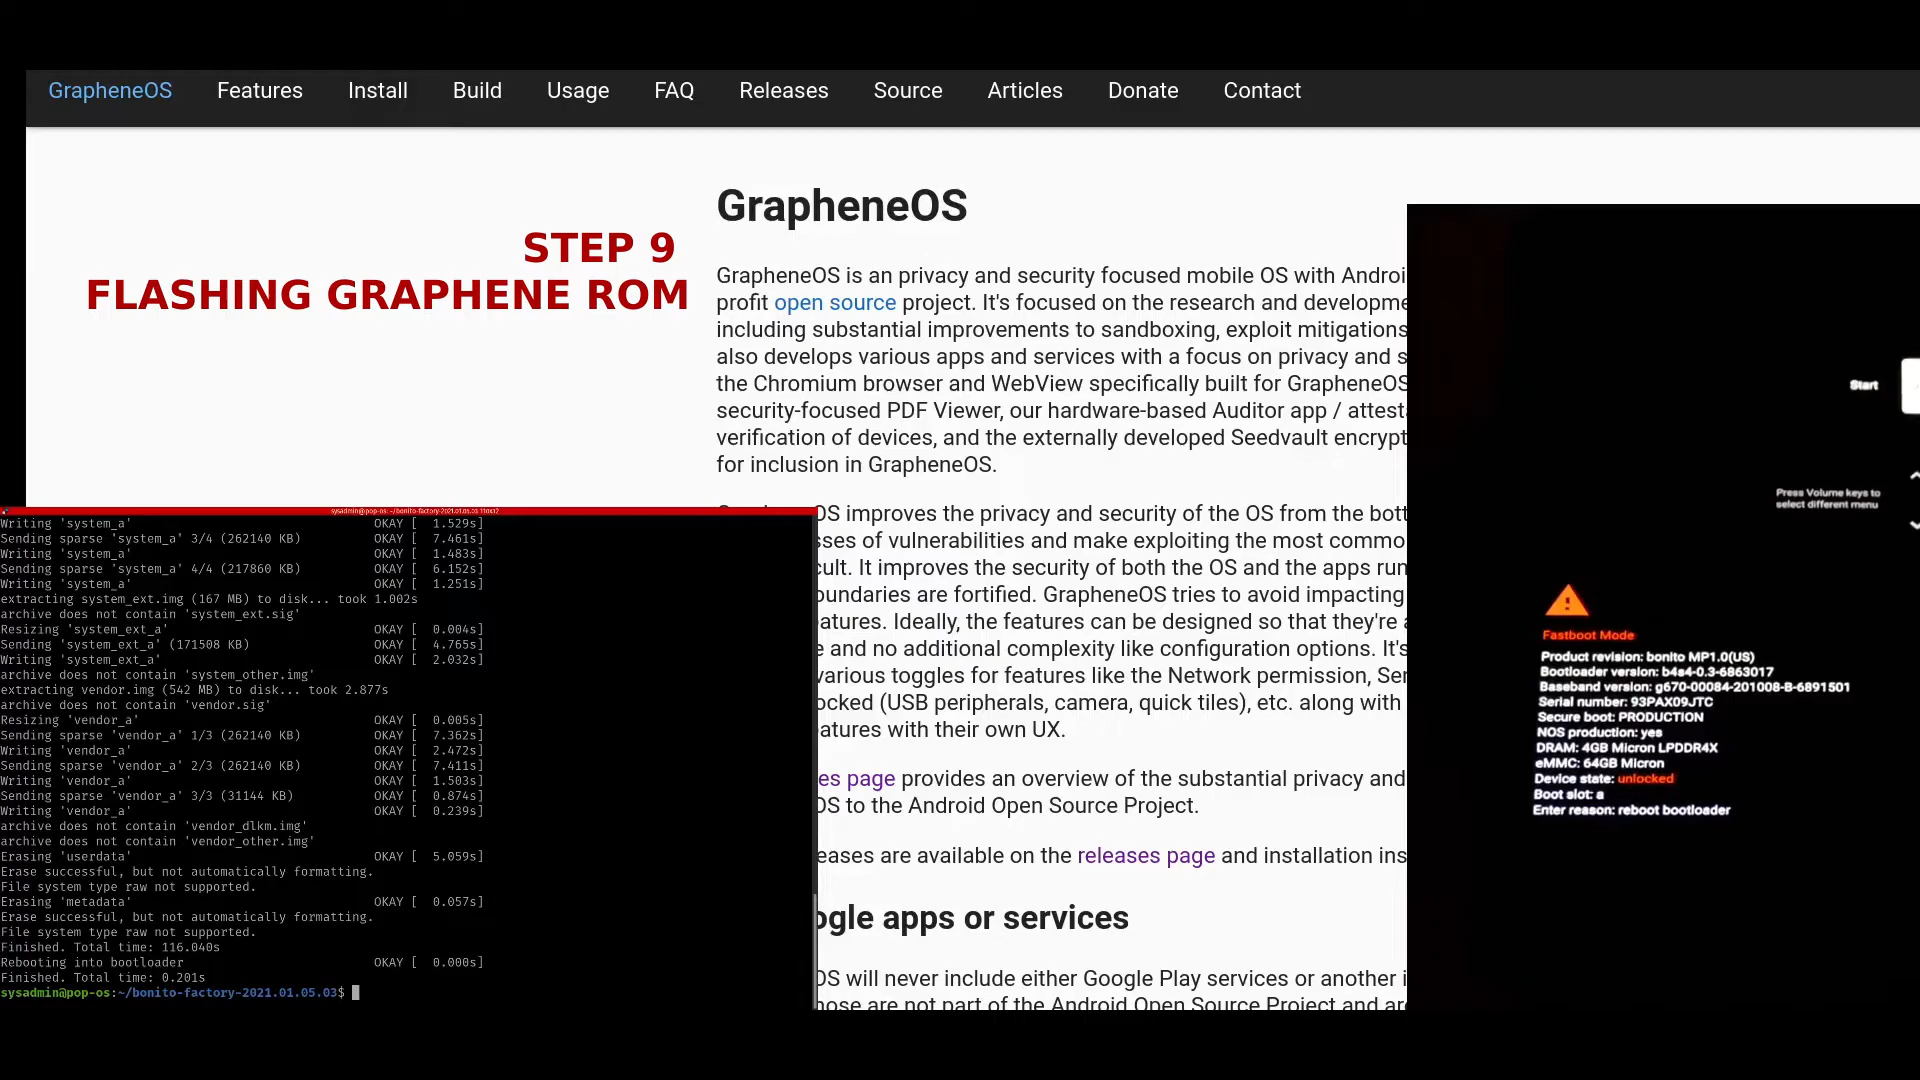 GrapheneOS Features Install Build Usage FAQ Releases Source Articles Donate Contact
STEP 9
FLASHING GRAPHENE ROM
GrapheneOS
GrapheneOS is an privacy and security focused mobile OS with Androi
profit open source project. It's focused on the research and developme
including substantial improvements to sandboxing, exploit mitigations
also develops various apps and services with a focus on privacy and s
the Chromium browser and WebView specifically built for GrapheneOS
security-focused PDF Viewer, our hardware-based Auditor app / attest
verification of devices, and the externally developed Seedvault encrypt
for inclusion in GrapheneOS.
OS improves the privacy and security of the OS from the bott
sses of vulnerabilities and make exploiting the most commo
cult. It improves the security of both the OS and the apps run
oundaries are fortified. GrapheneOS tries to avoid impacting
atures. Ideally, the features can be designed so that they're a
e and no additional complexity like configuration options. It's
various toggles for features like the Network permission, Ser
ocked (USB peripherals, camera, quick tiles), etc. along with
atures with their own UX.
es page provides an overview of the substantial privacy and
OS to the Android Open Source Project.
eases are available on the releases page and installation ins
ogle apps or services
OS will never include either Google Play services or another i
hose are not part of the Android Open Source Project and are
sysadmin@pop-os: ~/bonito-factory-2021.01.05.03 110x32
Writing 'system_a' OKAY [ 1.529s]
Sending sparse 'system_a' 3/4 (262140 KB) OKAY [ 7.461s]
Writing 'system_a' OKAY [ 1.483s]
Sending sparse 'system_a' 4/4 (217860 KB) OKAY [ 6.152s]
Writing 'system_a' OKAY [ 1.251s]
extracting system_ext.img (167 MB) to disk... took 1.002s
archive does not contain 'system_ext.sig'
Resizing 'system_ext_a' OKAY [ 0.004s]
Sending 'system_ext_a' (171508 KB) OKAY [ 4.765s]
Writing 'system_ext_a' OKAY [ 2.032s]
archive does not contain 'system_other.img'
extracting vendor.img (542 MB) to disk... took 2.877s
archive does not contain 'vendor.sig'
Resizing 'vendor_a' OKAY [ 0.005s]
Sending sparse 'vendor_a' 1/3 (262140 KB) OKAY [ 7.362s]
Writing 'vendor_a' OKAY [ 2.472s]
Sending sparse 'vendor_a' 2/3 (262140 KB) OKAY [ 7.411s]
Writing 'vendor_a' OKAY [ 1.503s]
Sending sparse 'vendor_a' 3/3 (31144 KB) OKAY [ 0.874s]
Writing 'vendor_a' OKAY [ 0.239s]
archive does not contain 'vendor_dlkm.img'
archive does not contain 'vendor_other.img'
Erasing 'userdata' OKAY [ 5.059s]
Erase successful, but not automatically formatting.
File system type raw not supported.
Erasing 'metadata' OKAY [ 0.057s]
Erase successful, but not automatically formatting.
File system type raw not supported.
Finished. Total time: 116.040s
Rebooting into bootloader OKAY [ 0.000s]
Finished. Total time: 0.201s
sysadmin@pop-os:~/bonito-factory-2021.01.05.03$
Start
Press Volume keys to
select different menu
Fastboot Mode
Product revision: bonito MP1.0(US)
Bootloader version: b4s4-0.3-6863017
Baseband version: g670-00084-201008-B-6891501
Serial number: 93PAX09JTC
Secure boot: PRODUCTION
NOS production: yes
DRAM: 4GB Micron LPDDR4X
eMMC: 64GB Micron
Device state: unlocked
Boot slot: a
Enter reason: reboot bootloader